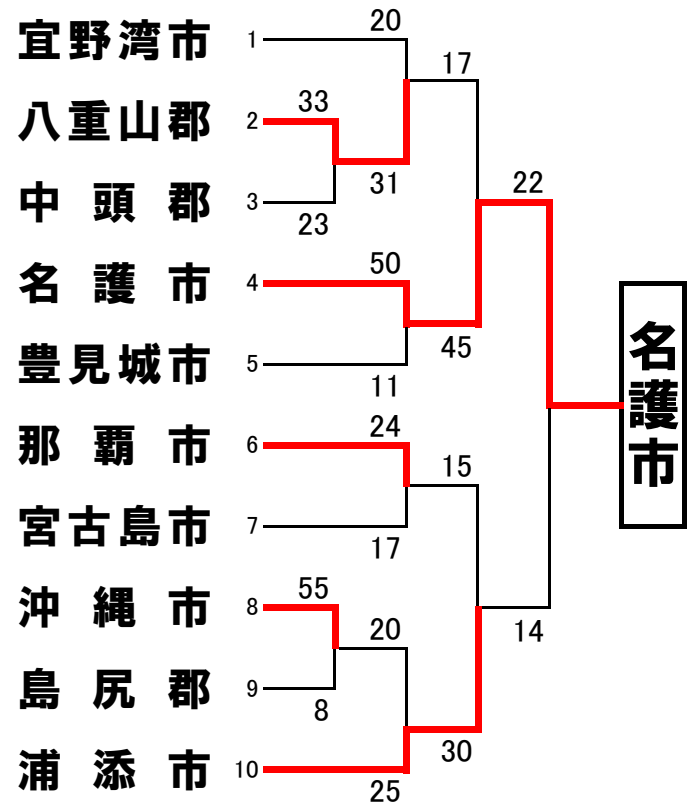 宜野湾市 1 20
17
八重山郡 2 33
31
22
中頭郡 3 23
名護市 4 50
45
豊見城市 5 11
名護市
那覇市 6 24
15
宮古島市 7 17
沖縄市 8 55
20
14
島尻郡 9 8
30
浦添市 10 25